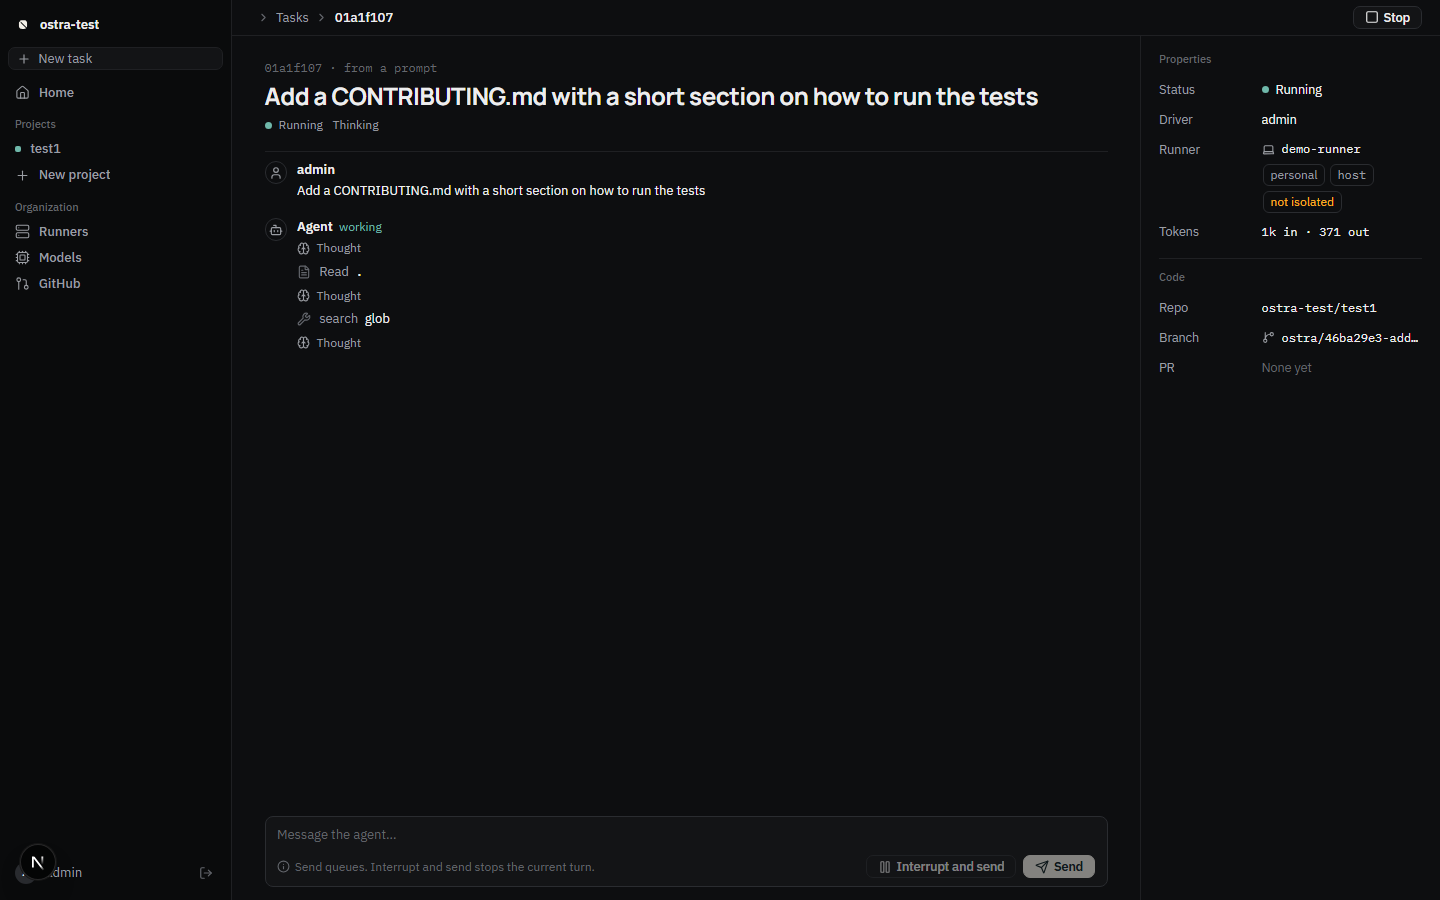 ostra-test
New task
Home
Projects
test1
New project
Organization
Runners
Models
GitHub
N
dmin
Tasks
01a1f107
Stop
01a1f107 · from a prompt
Add a CONTRIBUTING.md with a short section on how to run the tests
Running Thinking
admin
Add a CONTRIBUTING.md with a short section on how to run the tests
Agent working
Thought
Read .
Thought
search glob
Thought
Message the agent...
Send queues. Interrupt and send stops the current turn.
Interrupt and send
Send
Properties
Status Running
Driver admin
Runner demo-runner
personal host
not isolated
Tokens 1k in · 371 out
Code
Repo ostra-test/test1
Branch ostra/46ba29e3-add…
PR None yet